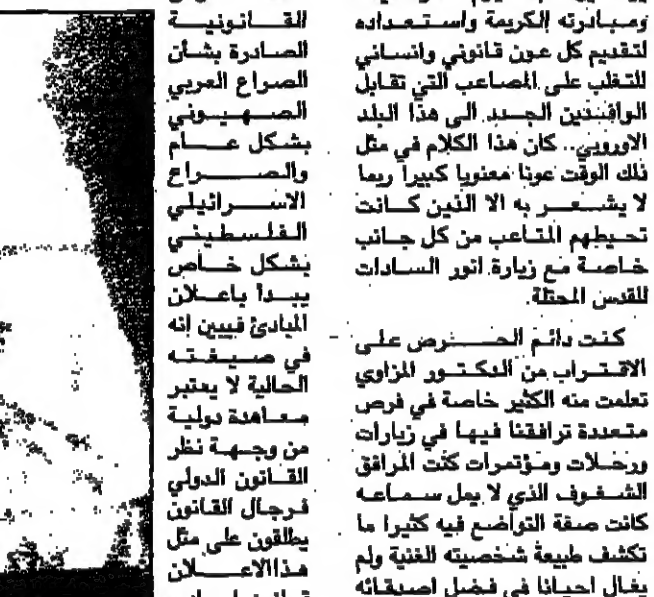 ومبادرته الكريمة واستعداده
لتقديم كل عون قانوني وانساني
للتغلب على المصاعب التي تقابل
الوافدين الجدد الى هذا البلد
الاوروبي.. كان هذا الكلام في مثل
ذلك الوقت عونا معنويا كبيرا ربما
لا يشعر به الا الذين كانت
تحيطهم المتاعب من كل جانب
خاصة مع زيارة انور السادات
للقدس المحتلة.
كنت دائم الحرص على
الاقتراب من الدكتور المزاوي
تعلمت منه الكثير خاصة في فرص
متعددة ترافقنا فيها في زيارات
ورحلات ومؤتمرات كنت المرافق
الشغوف الذي لا يمل سماعه
كانت صفة التواضع فيه كثيرا ما
تكشف طبيعة شخصيته الغنية ولم
يغال احيانا في فضل اصدقائه
القانونية
الصادرة بشأن
الصراع العربي
الصهيوني
بشكل عام
والصراع
الاسرائيلي
الفلسطيني
بشكل خاص
يبدأ باعلان
المبادئ فيبين إنه
في صيغته
الحالية لا يعتبر
معاهدة دولية
من وجهة نظر
القانون الدولي
فرجال القانون
يطلقون على مثل
هذاالاعلان